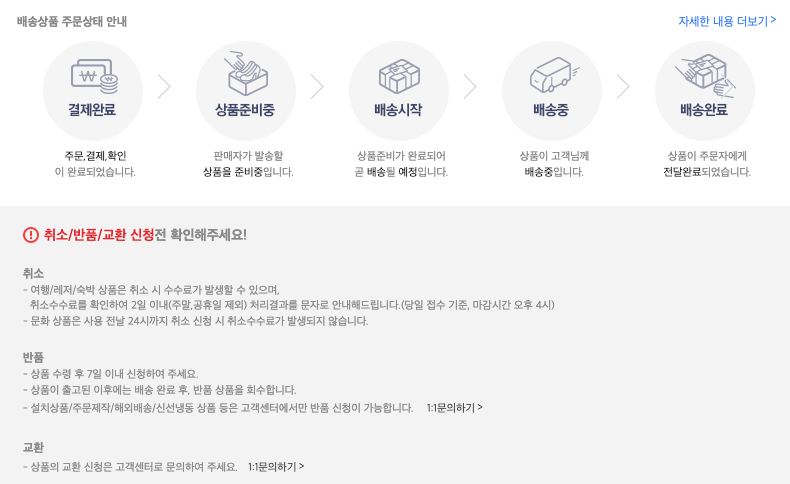 배송상품 주문상태 안내
자세한 내용 더보기 >
결제완료
상품준비중
배송시작
배송중
배송완료
주문,결제,확인
이 완료되었습니다.
판매자가 발송할
상품을 준비중입니다.
상품준비가 완료되어
곧 배송될 예정입니다.
상품이 고객님께
배송중입니다.
상품이 주문자에게
전달완료되었습니다.
취소/반품/교환 신청전 확인해주세요!
취소
- 여행/레저/숙박 상품은 취소 시 수수료가 발생할 수 있으며,
취소수수료를 확인하여 2일 이내(주말,공휴일 제외) 처리결과를 문자로 안내해드립니다.(당일 접수 기준, 마감시간 오후 4시)
- 문화 상품은 사용 전날 24시까지 취소 신청 시 취소수수료가 발생되지 않습니다.
반품
- 상품 수령 후 7일 이내 신청하여 주세요.
- 상품이 출고된 이후에는 배송 완료 후, 반품 상품을 회수합니다.
- 설치상품/주문제작/해외배송/신선냉동 상품 등은 고객센터에서만 반품 신청이 가능합니다. 1:1문의하기 >
교환
- 상품의 교환 신청은 고객센터로 문의하여 주세요. 1:1문의하기 >